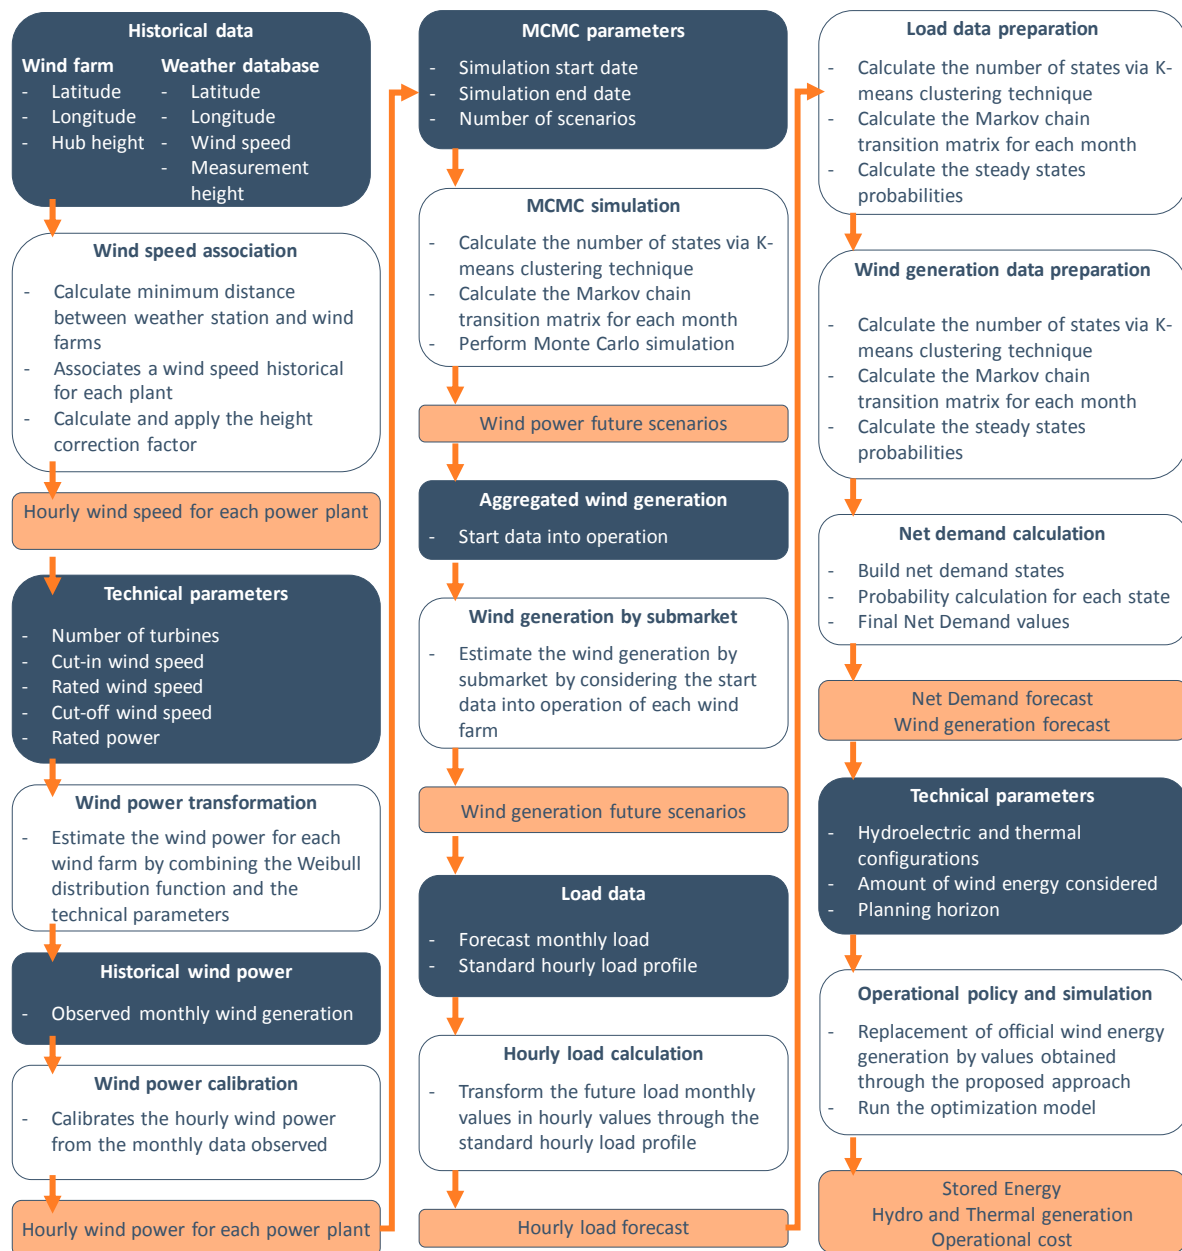 Historical data
Wind farm
- Latitude
- Longitude
- Hub height
Weather database
- Latitude
- Longitude
- Wind speed
- Measurement
height
Wind speed association
- Calculate minimum distance
between weather station and wind
farms
- Associates a wind speed historical
for each plant
- Calculate and apply the height
correction factor
Hourly wind speed for each power plant
Technical parameters
- Number of turbines
- Cut-in wind speed
- Rated wind speed
- Cut-off wind speed
- Rated power
Wind power transformation
- Estimate the wind power for each
wind farm by combining the Weibull
distribution function and the
technical parameters
Historical wind power
- Observed monthly wind generation
Wind power calibration
- Calibrates the hourly wind power
from the monthly data observed
Hourly wind power for each power plant
MCMC parameters
- Simulation start date
- Simulation end date
- Number of scenarios
MCMC simulation
- Calculate the number of states via K-
means clustering technique
- Calculate the Markov chain
transition matrix for each month
- Perform Monte Carlo simulation
Wind power future scenarios
Aggregated wind generation
- Start data into operation
Wind generation by submarket
- Estimate the wind generation by
submarket by considering the start
data into operation of each wind
farm
Wind generation future scenarios
Load data
- Forecast monthly load
- Standard hourly load profile
Hourly load calculation
- Transform the future load monthly
values in hourly values through the
standard hourly load profile
Hourly load forecast
Load data preparation
- Calculate the number of states via K-
means clustering technique
- Calculate the Markov chain
transition matrix for each month
- Calculate the steady states
probabilities
Wind generation data preparation
- Calculate the number of states via K-
means clustering technique
- Calculate the Markov chain
transition matrix for each month
- Calculate the steady states
probabilities
Net demand calculation
- Build net demand states
- Probability calculation for each state
- Final Net Demand values
Net Demand forecast
Wind generation forecast
Technical parameters
- Hydroelectric and thermal
configurations
- Amount of wind energy considered
- Planning horizon
Operational policy and simulation
- Replacement of official wind energy
generation by values obtained
through the proposed approach
- Run the optimization model
Stored Energy
Hydro and Thermal generation
Operational cost